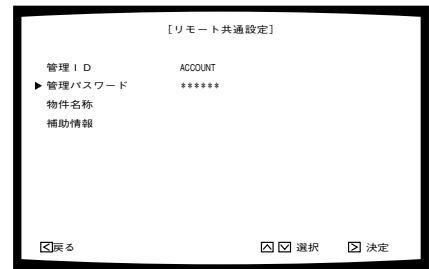 [リモート共通設定]
管理ID ACCOUNT
▶管理パスワード ******
物件名称
補助情報
<戻る ∧ ∨ 選択 > 決定